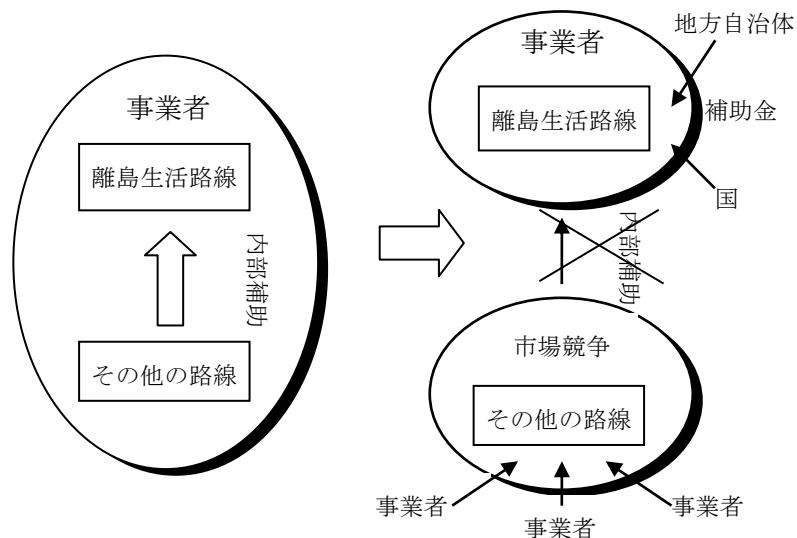 事業者
離島生活路線
内部補助
その他の路線
事業者
離島生活路線
地方自治体
補助金
国
内部補助
市場競争
その他の路線
事業者
事業者
事業者